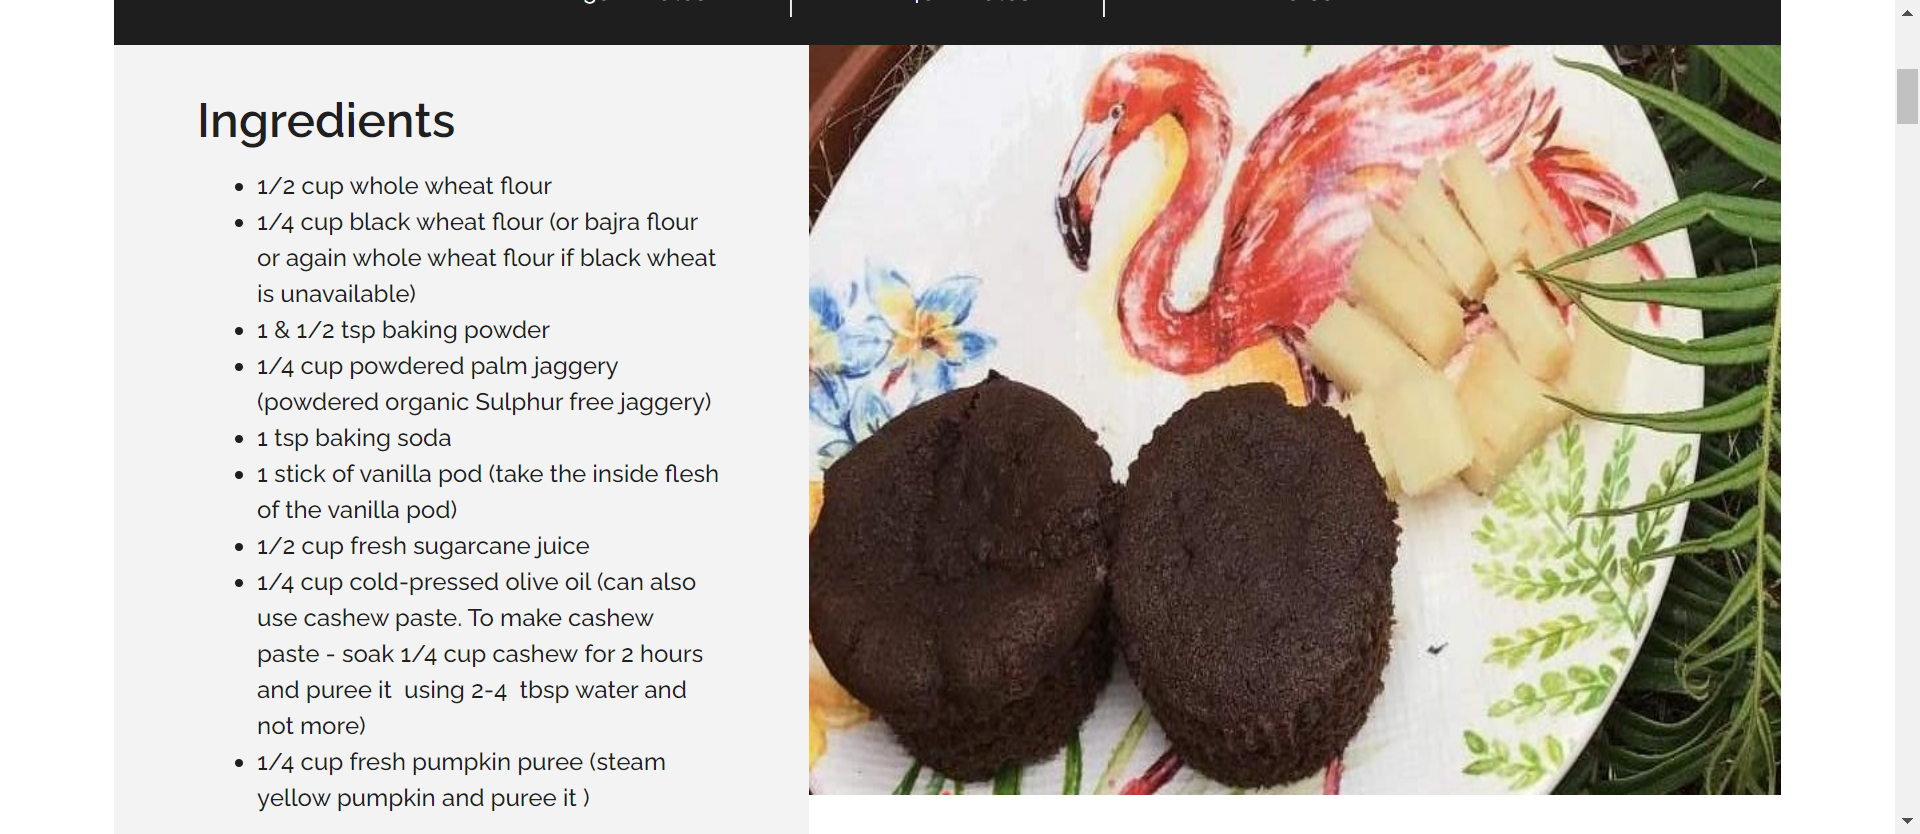 Ingredients
1/2 cup whole wheat flour
1/4 cup black wheat flour (or bajra flour
or again whole wheat flour if black wheat
is unavailable)
1 & 1/2 tsp baking powder
1/4 cup powdered palm jaggery
(powdered organic Sulphur free jaggery)
1 tsp baking soda
1 stick of vanilla pod (take the inside flesh
of the vanilla pod)
1/2 cup fresh sugarcane juice
1/4 cup cold-pressed olive oil (can also
use cashew paste. To make cashew
paste - soak 1/4 cup cashew for 2 hours
and puree it  using 2-4  tbsp water and
not more)
1/4 cup fresh pumpkin puree (steam
yellow pumpkin and puree it )